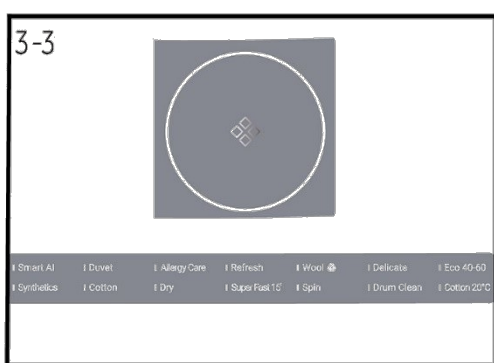 3-3
Smart AI Duvet Allergy Care Refresh Wool Delicate Eco 40-60
Synthetics Cotton Dry Super Fast 15' Spin Drum Clean Cotton 20°C